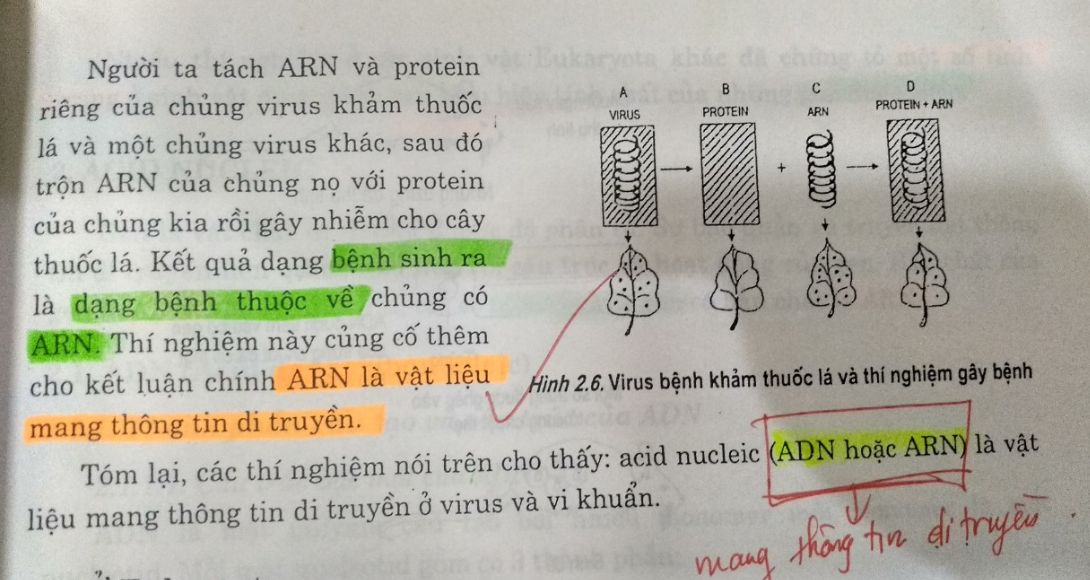 Người ta tách ARN và protein
riêng của chủng virus khảm thuốc
lá và một chủng virus khác, sau đó
trộn ARN của chủng nọ với protein
của chủng kia rồi gây nhiễm cho cây
thuốc lá. Kết quả dạng bệnh sinh ra
là dạng bệnh thuộc về chủng có
ARN. Thí nghiệm này củng cố thêm
cho kết luận chính ARN là vật liệu
mang thông tin di truyền.
A
VIRUS
B
PROTEIN
C
ARN
D
PROTEIN + ARN
+
Hình 2.6. Virus bệnh khảm thuốc lá và thí nghiệm gây bệnh
Tóm lại, các thí nghiệm nói trên cho thấy: acid nucleic (ADN hoặc ARN) là vật
liệu mang thông tin di truyền ở virus và vi khuẩn.
mang thông tin di truyền